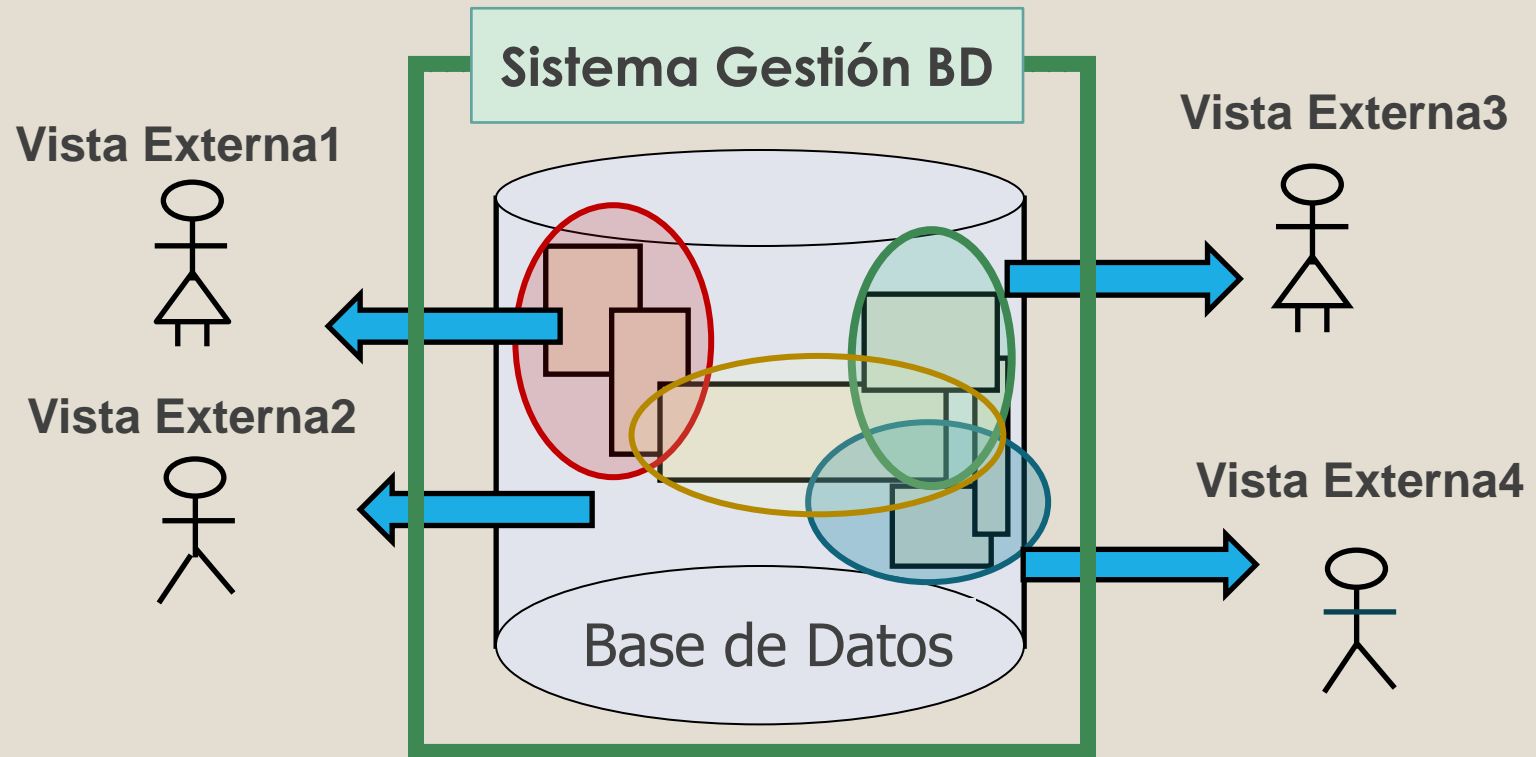 Sistema Gestión BD
Vista Externa1
Vista Externa3
Vista Externa2
Vista Externa4
Base de Datos